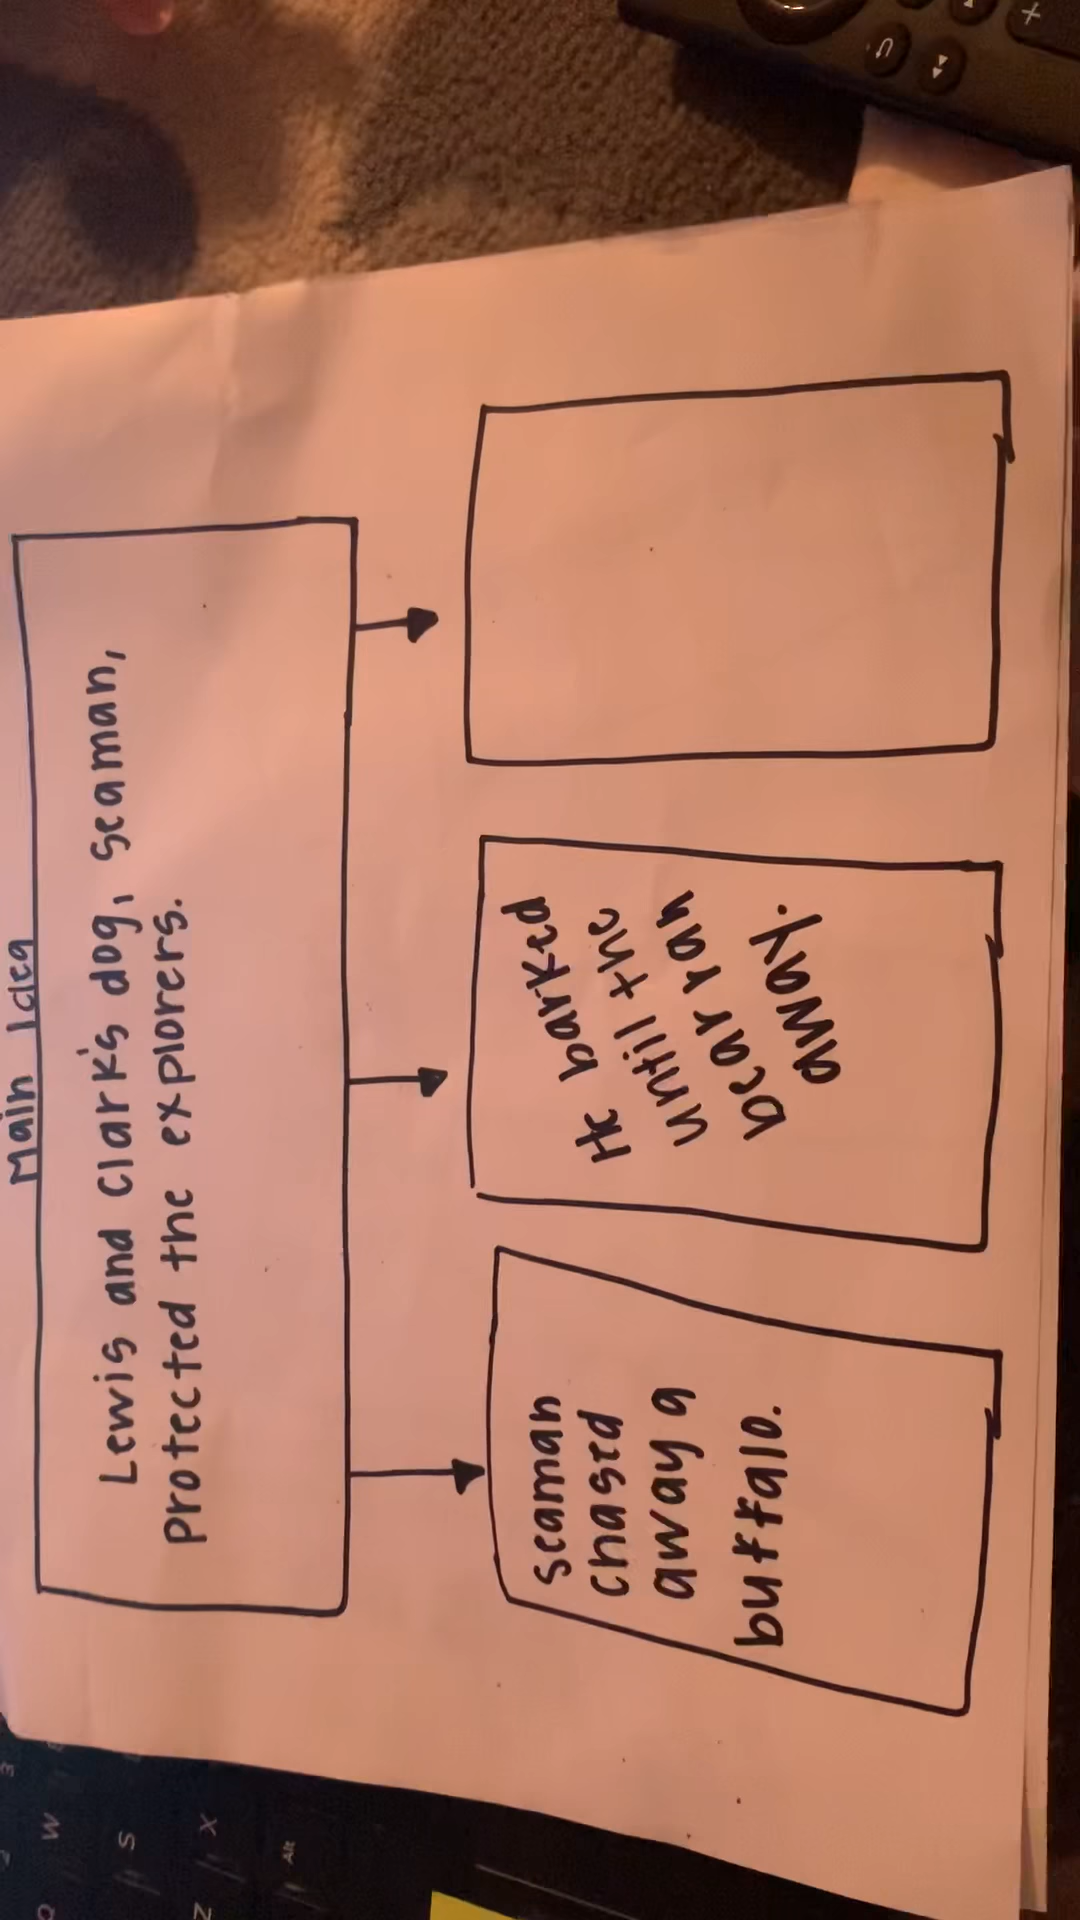 Main Idea
Lewis and Clark's dog, Seaman,
protected the explorers.
Seaman
chased
away a
buffalo.
He barked
until the
bear ran
away.
W
S
X
Z
Alt
+